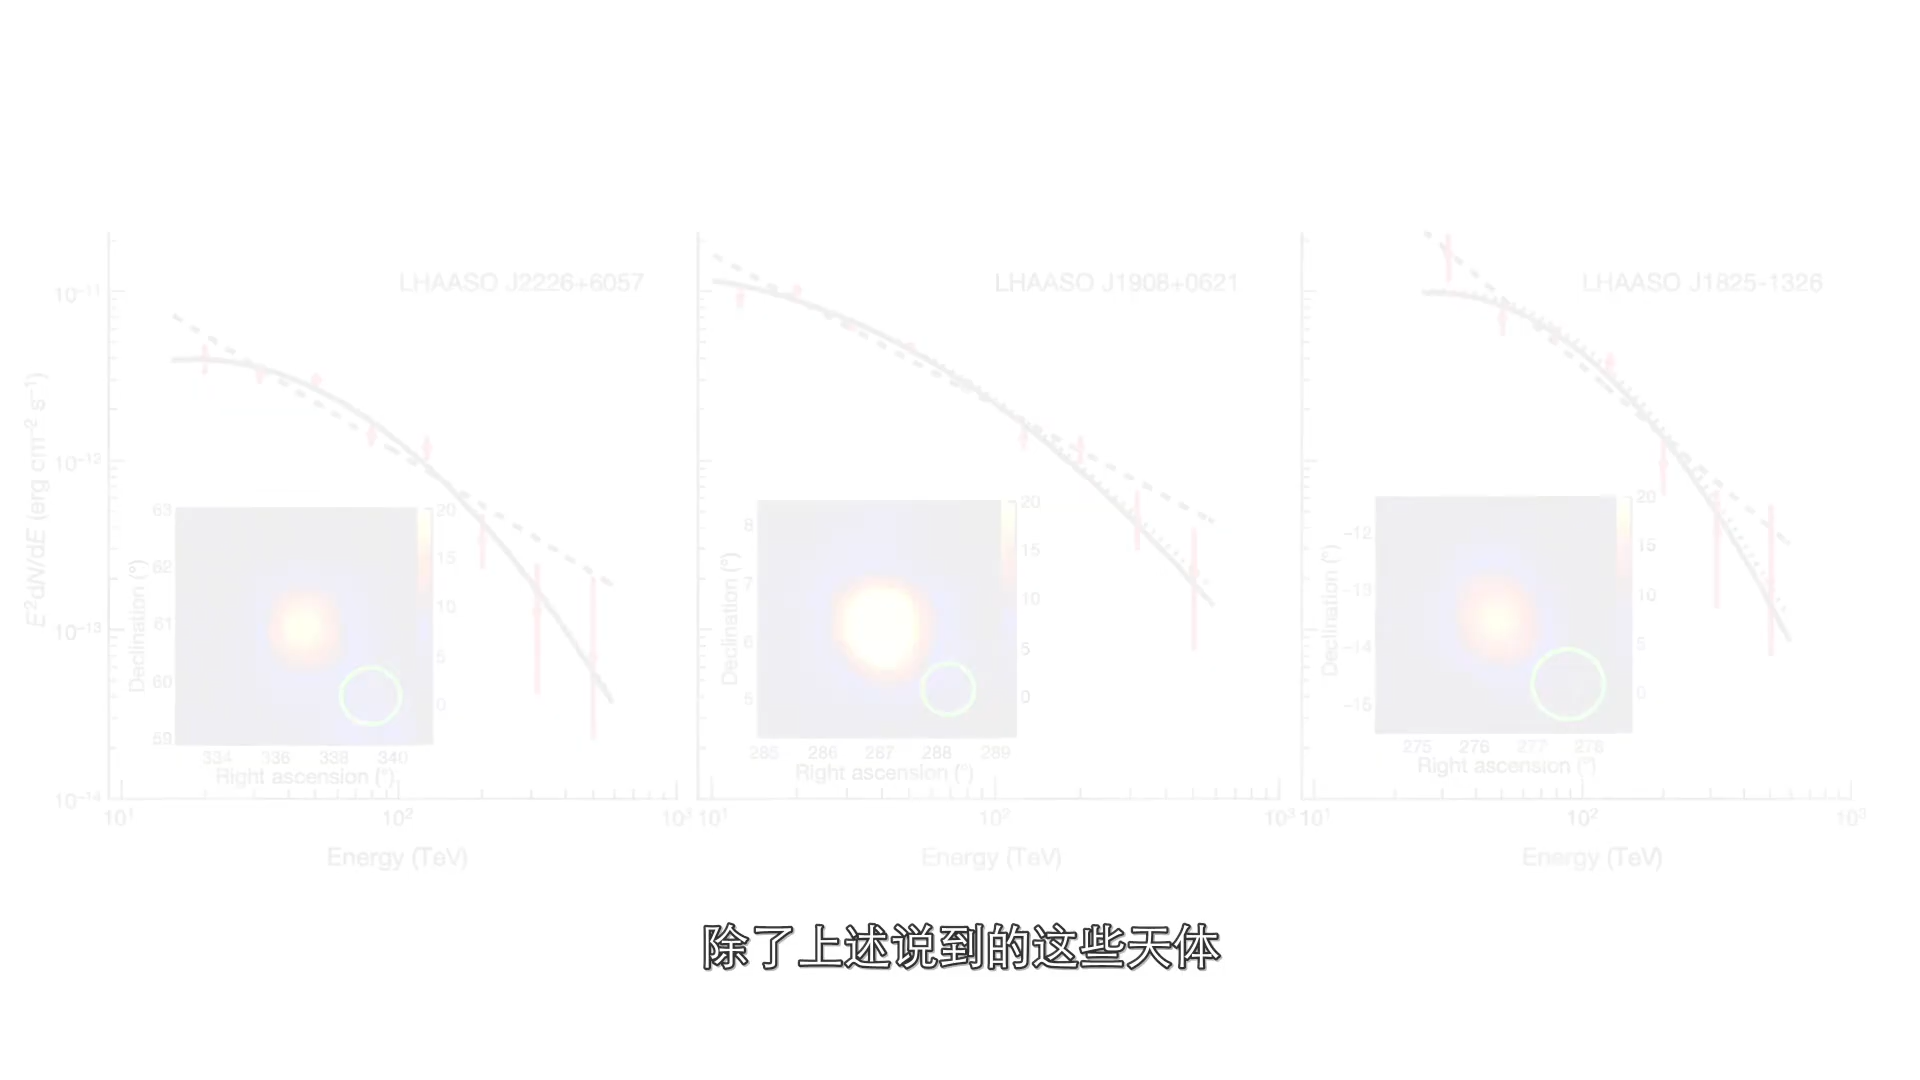 LHAASO J2226+6057
LHAASO J1908+0621
LHAASO J1825-1326
E⁻²dN/dE (erg cm⁻² s⁻¹)
10⁻¹¹
10⁻¹²
10⁻¹³
10⁻¹⁴
Declination (°)
63
62
61
60
59
20
15
10
5
0
334 336 338 340
Right ascension (°)
Declination (°)
8
7
6
5
20
15
10
5
0
285 286 287 288 289
Right ascension (°)
Declination (°)
-12
-13
-14
-15
20
15
10
5
0
275 276 277 278
Right ascension (°)
10¹ 10² 10³
10¹ 10² 10³
10¹ 10² 10³
Energy (TeV)
Energy (TeV)
Energy (TeV)
除了上述说到的这些天体